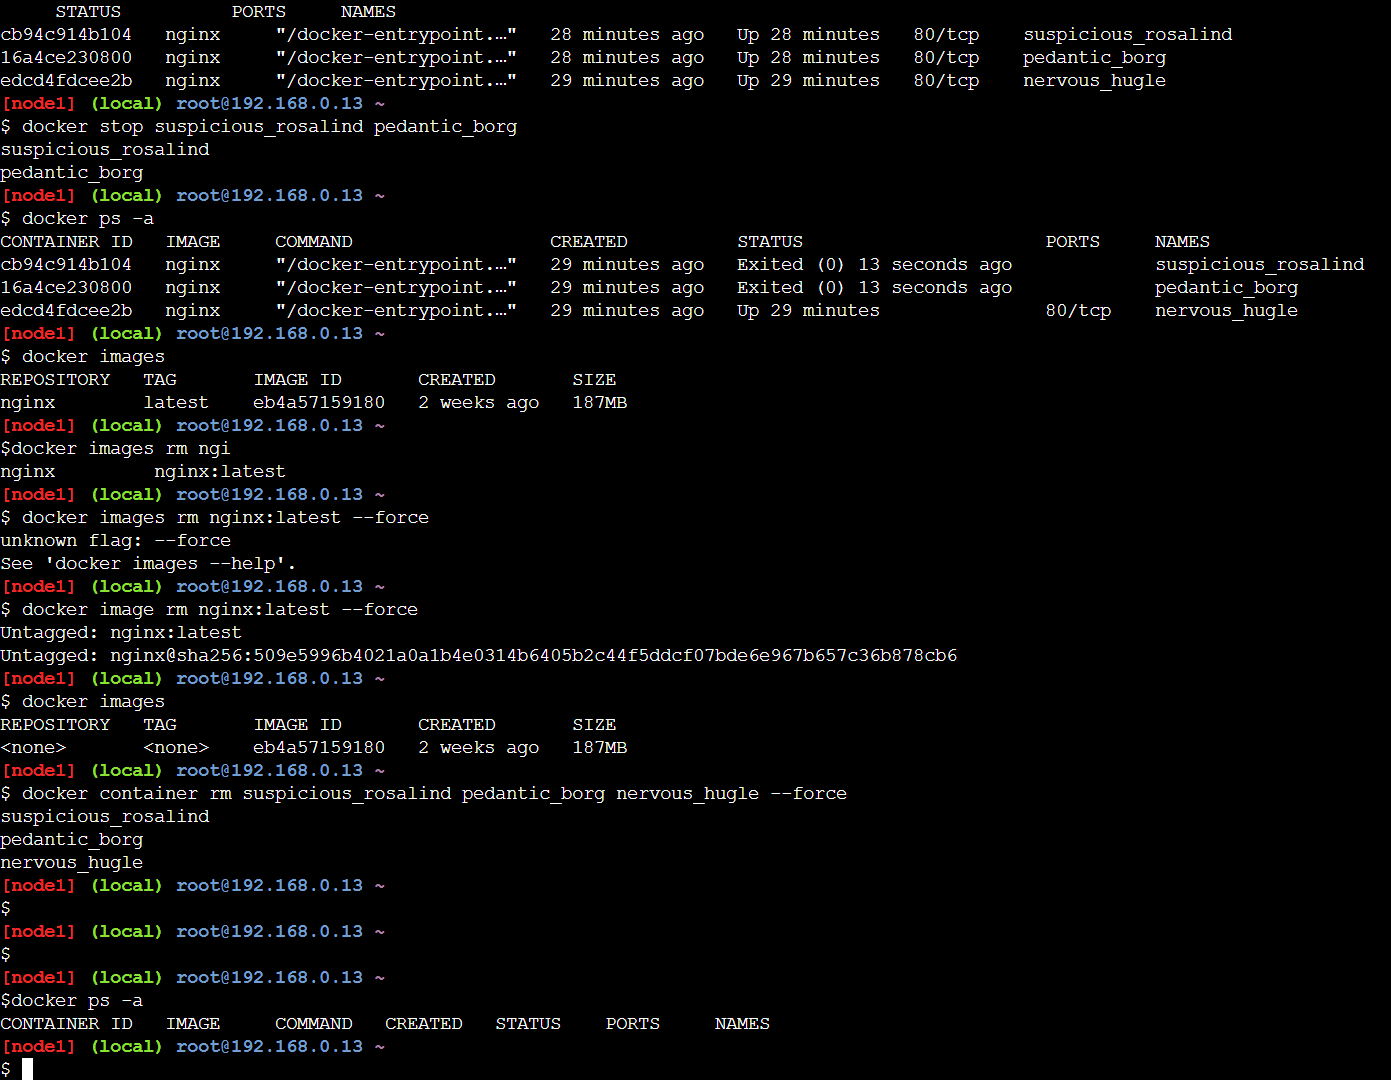 STATUS PORTS NAMES
cb94c914b104 nginx "/docker-entrypoint.…" 28 minutes ago Up 28 minutes 80/tcp suspicious_rosalind
16a4ce230800 nginx "/docker-entrypoint.…" 28 minutes ago Up 28 minutes 80/tcp pedantic_borg
edcd4fdcee2b nginx "/docker-entrypoint.…" 29 minutes ago Up 29 minutes 80/tcp nervous_hugle
[node1] (local) root@192.168.0.13 ~
$ docker stop suspicious_rosalind pedantic_borg
suspicious_rosalind
pedantic_borg
[node1] (local) root@192.168.0.13 ~
$ docker ps -a
CONTAINER ID IMAGE COMMAND CREATED STATUS PORTS NAMES
cb94c914b104 nginx "/docker-entrypoint.…" 29 minutes ago Exited (0) 13 seconds ago suspicious_rosalind
16a4ce230800 nginx "/docker-entrypoint.…" 29 minutes ago Exited (0) 13 seconds ago pedantic_borg
edcd4fdcee2b nginx "/docker-entrypoint.…" 29 minutes ago Up 29 minutes 80/tcp nervous_hugle
[node1] (local) root@192.168.0.13 ~
$ docker images
REPOSITORY TAG IMAGE ID CREATED SIZE
nginx latest eb4a57159180 2 weeks ago 187MB
[node1] (local) root@192.168.0.13 ~
$docker images rm ngi
nginx nginx:latest
[node1] (local) root@192.168.0.13 ~
$ docker images rm nginx:latest --force
unknown flag: --force
See 'docker images --help'.
[node1] (local) root@192.168.0.13 ~
$ docker image rm nginx:latest --force
Untagged: nginx:latest
Untagged: nginx@sha256:509e5996b4021a0a1b4e0314b6405b2c44f5ddcf07bde6e967b657c36b878cb6
[node1] (local) root@192.168.0.13 ~
$ docker images
REPOSITORY TAG IMAGE ID CREATED SIZE
<none> <none> eb4a57159180 2 weeks ago 187MB
[node1] (local) root@192.168.0.13 ~
$ docker container rm suspicious_rosalind pedantic_borg nervous_hugle --force
suspicious_rosalind
pedantic_borg
nervous_hugle
[node1] (local) root@192.168.0.13 ~
$
[node1] (local) root@192.168.0.13 ~
$
[node1] (local) root@192.168.0.13 ~
$docker ps -a
CONTAINER ID IMAGE COMMAND CREATED STATUS PORTS NAMES
[node1] (local) root@192.168.0.13 ~
$